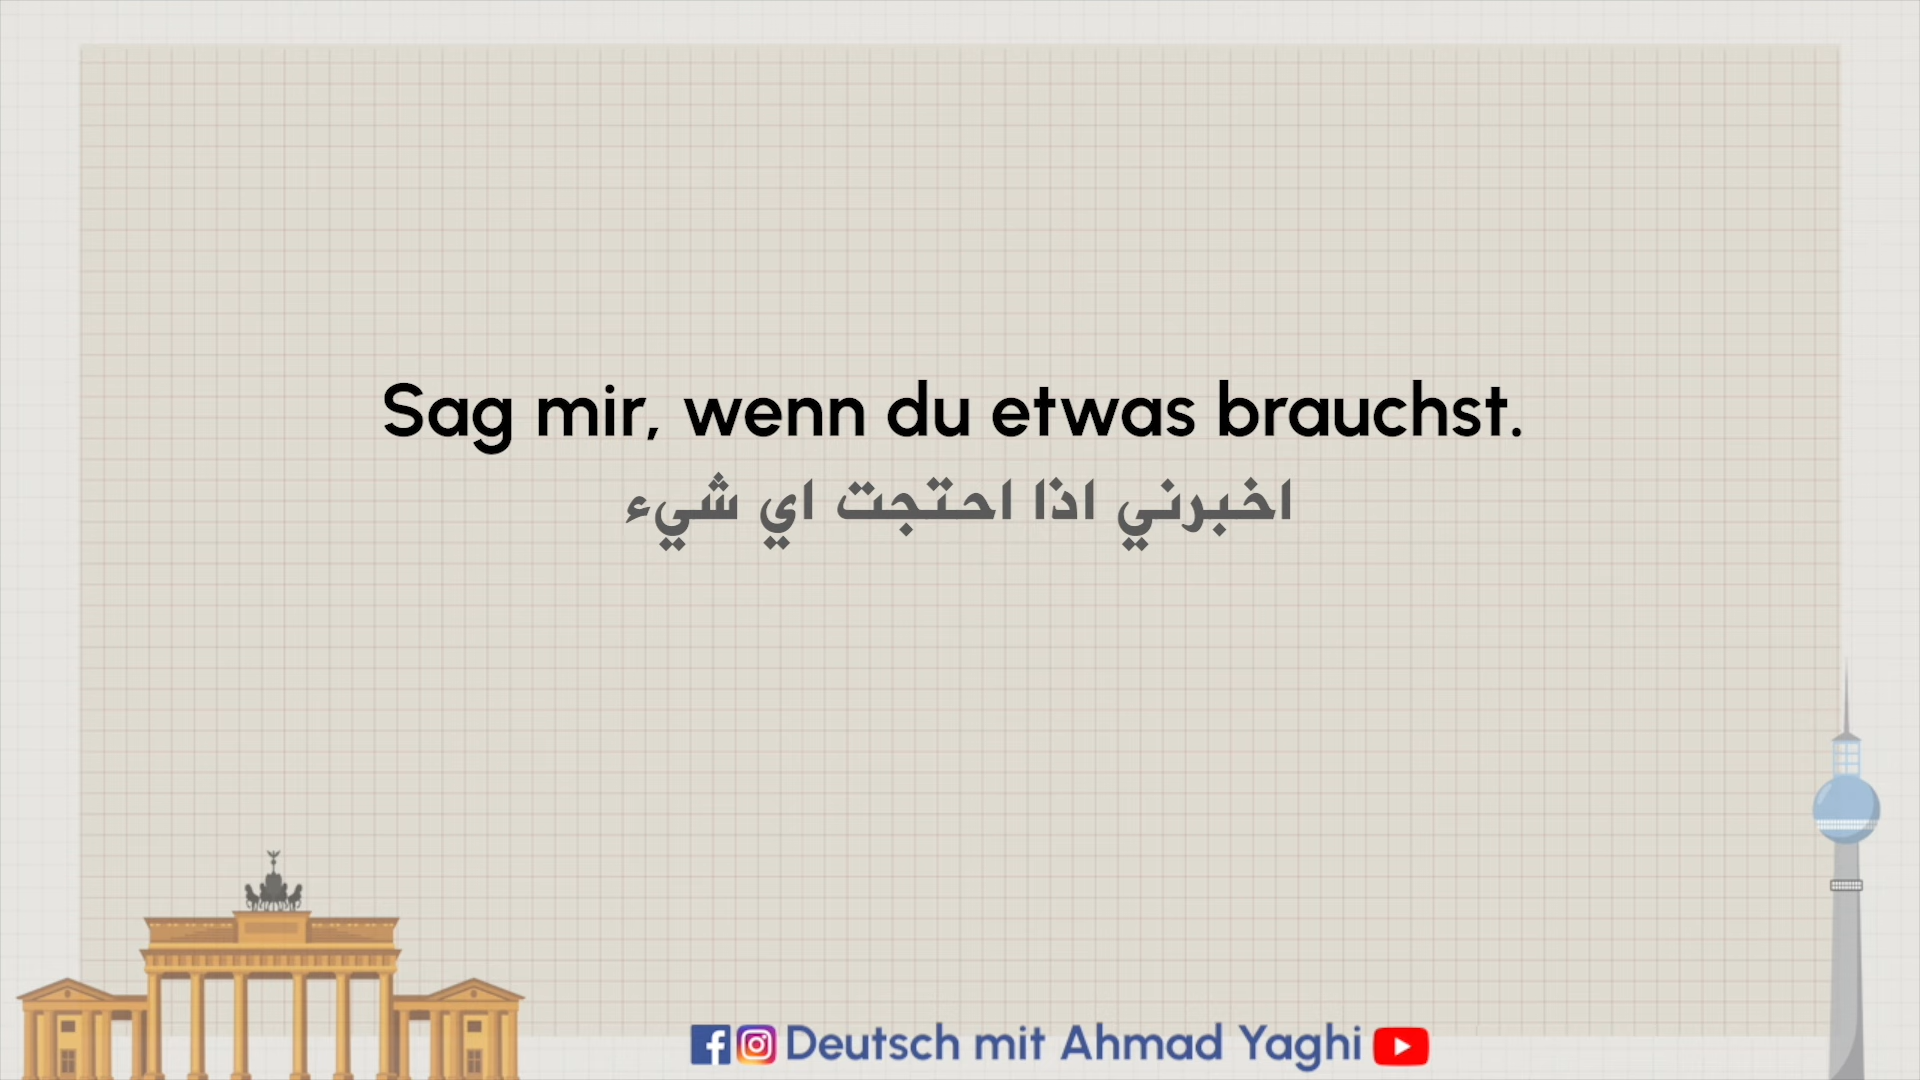 Sag mir, wenn du etwas brauchst.
اخبرني اذا احتجت اي شيء
Deutsch mit Ahmad Yaghi